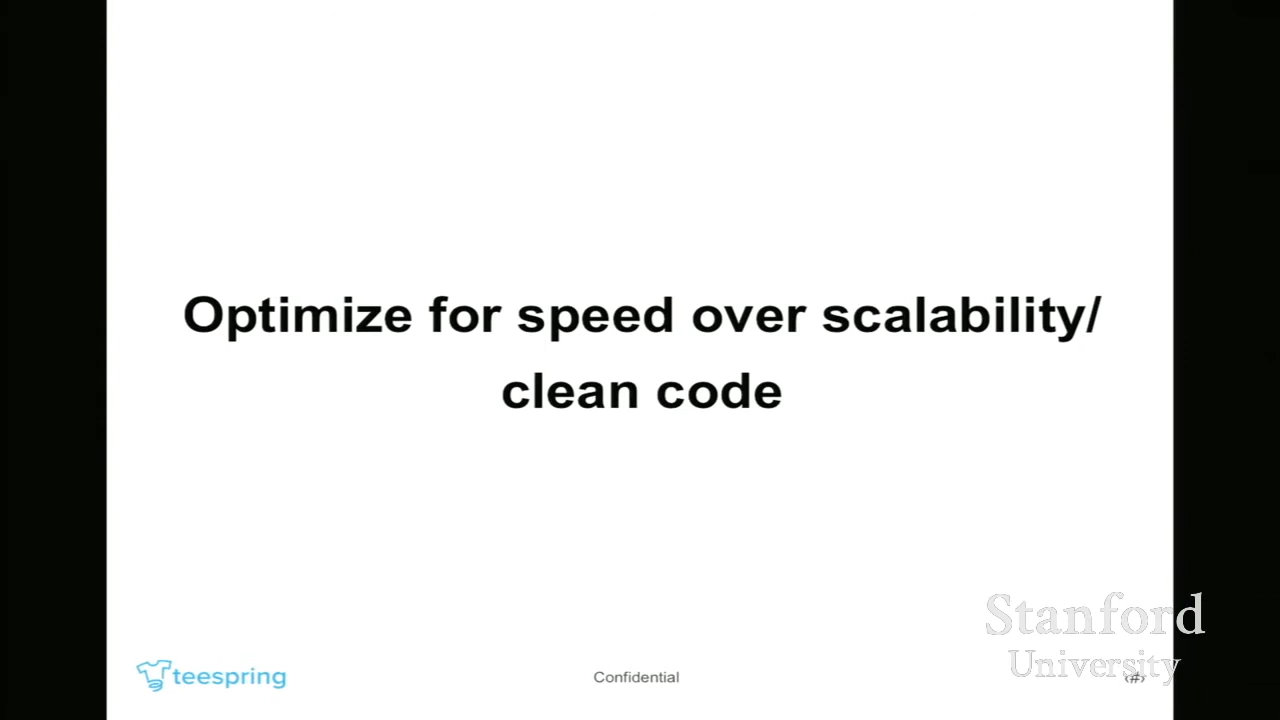 Optimize for speed over scalability/
clean code
Stanford
University
teespring
Confidential
‹#›